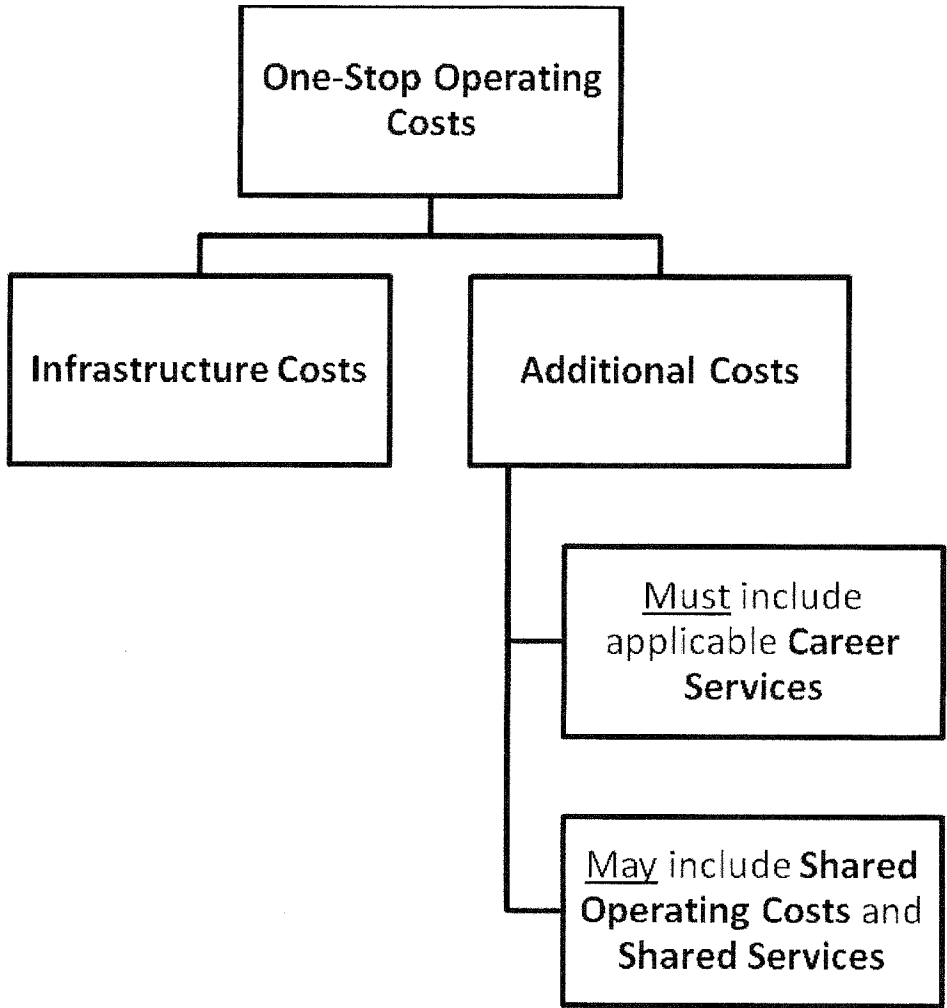 One-Stop Operating
Costs
Infrastructure Costs
Additional Costs
Must include
applicable Career
Services
May include Shared
Operating Costs and
Shared Services